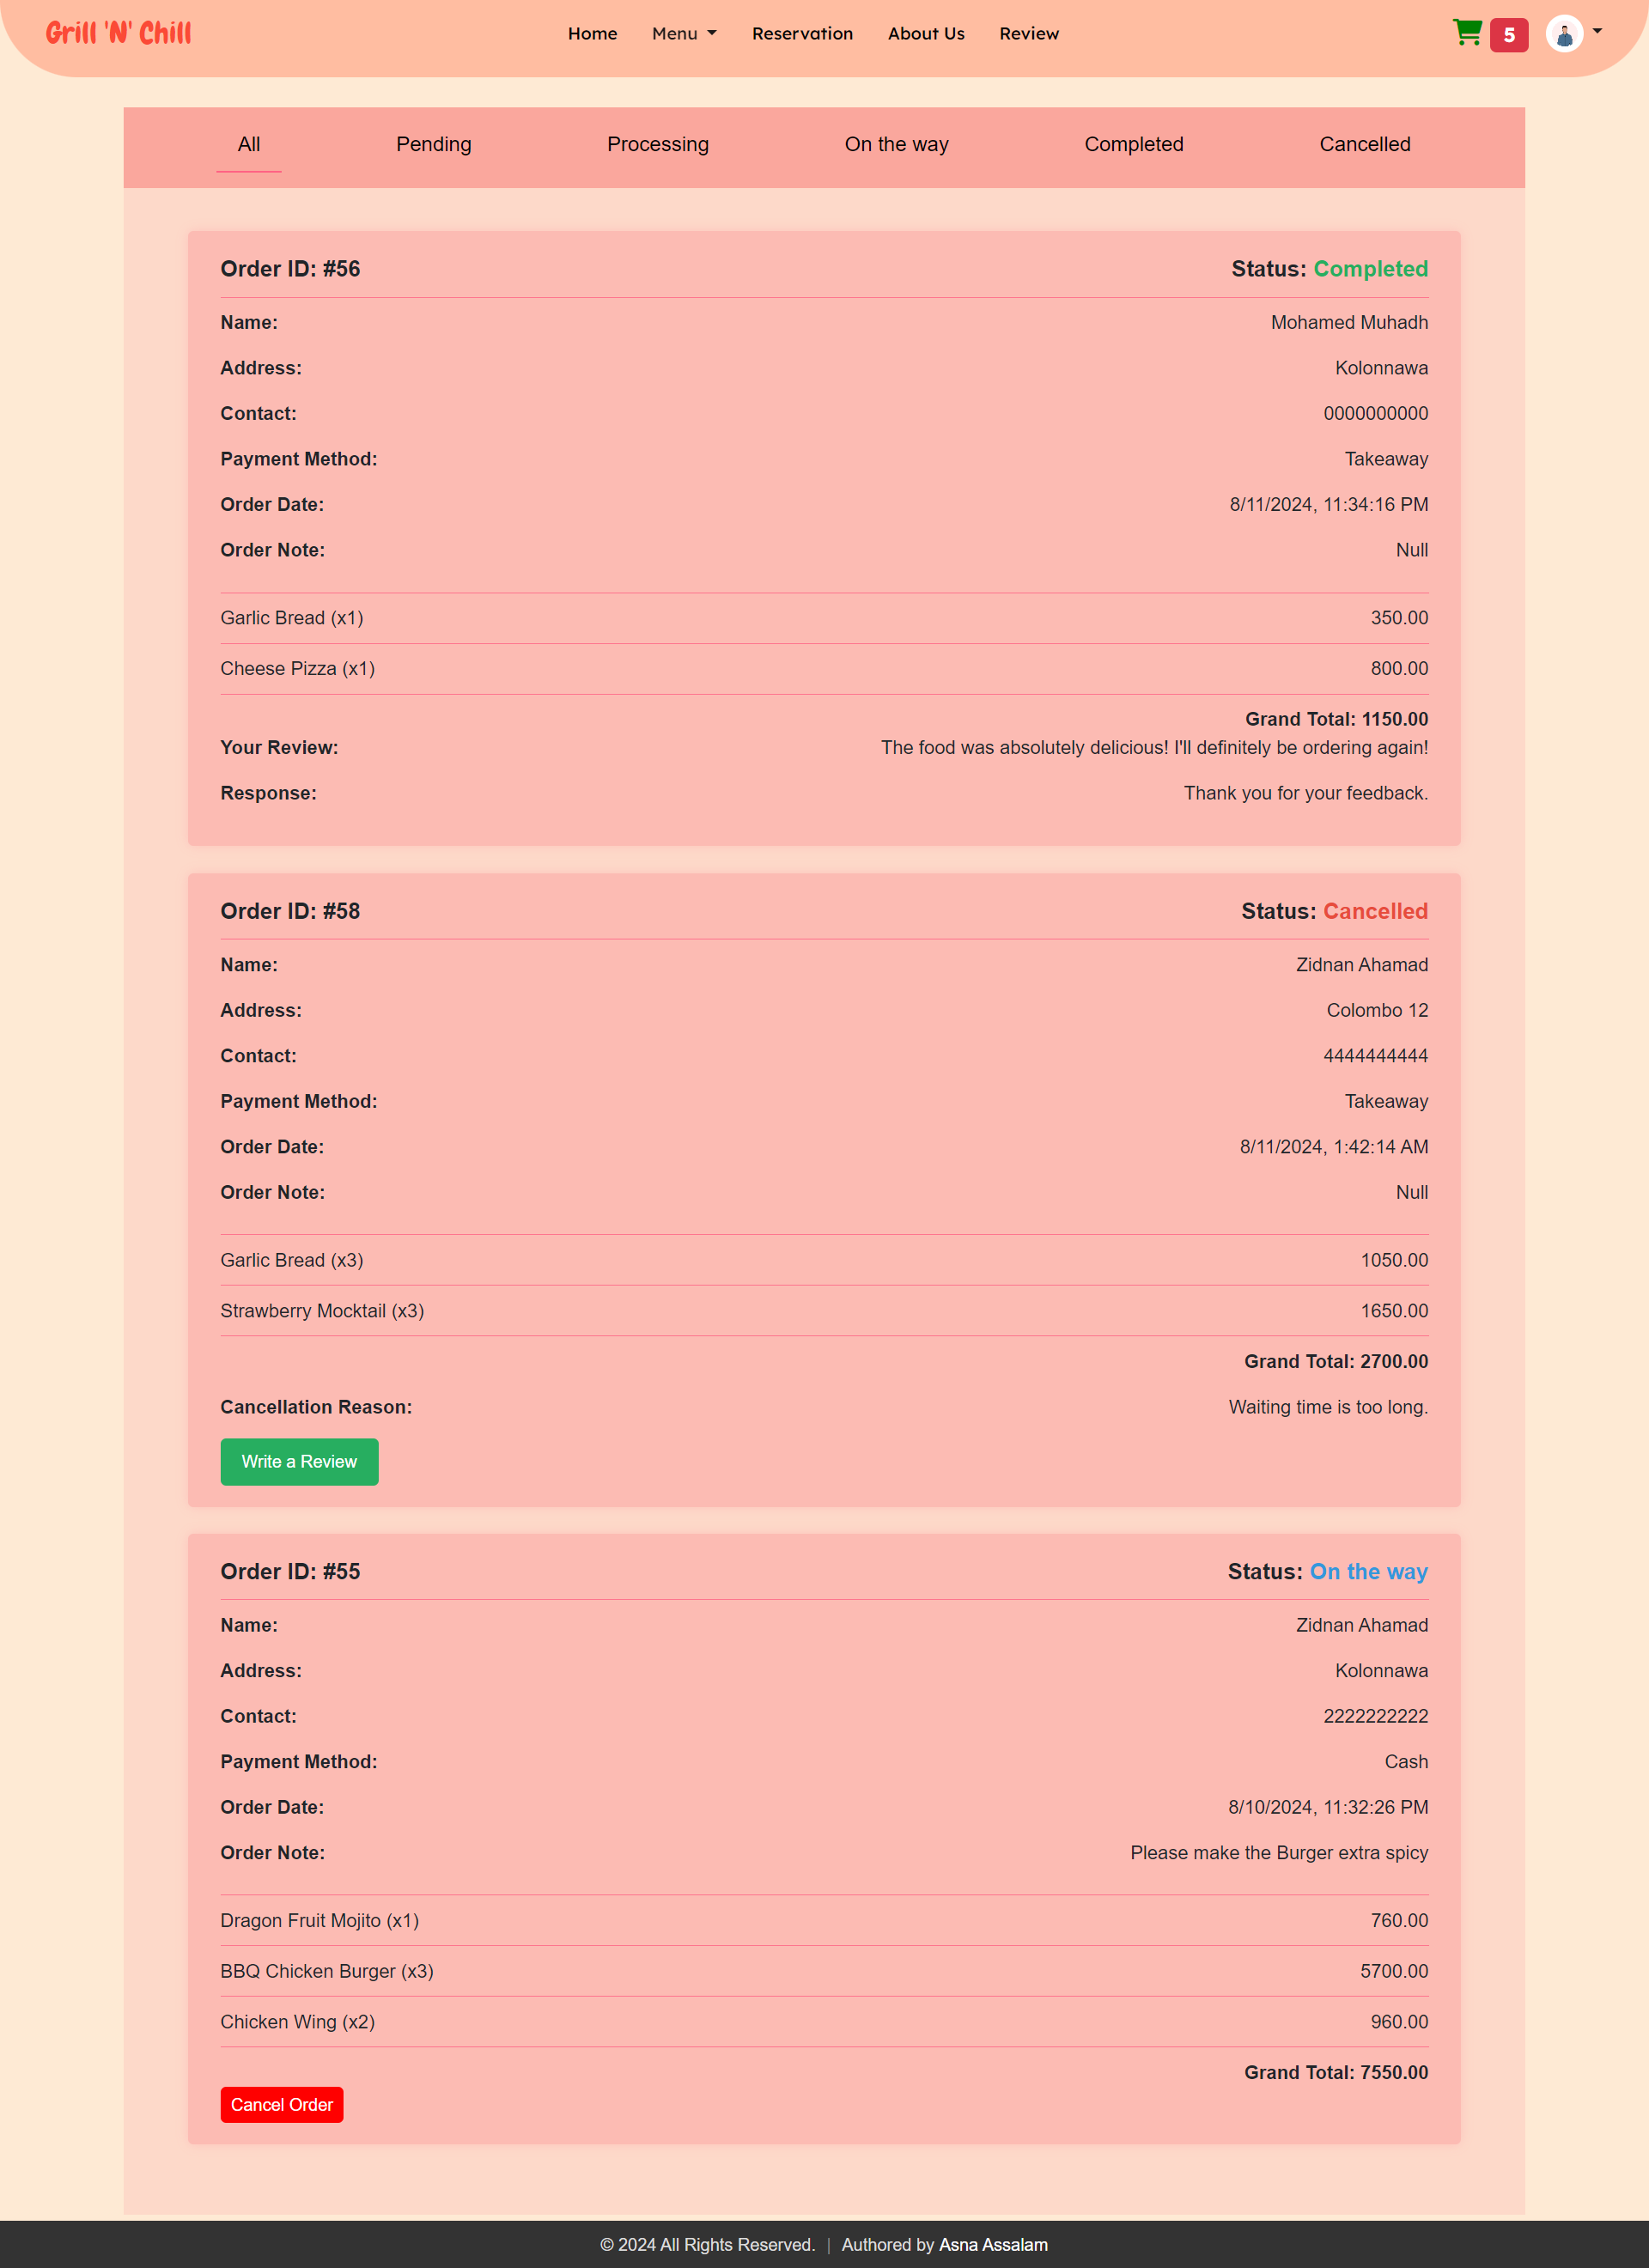 Grill 'N' Chill Home Menu Reservation About Us Review 5
All Pending Processing On the way Completed Cancelled
Order ID: #56 Status: Completed
Name: Mohamed Muhadh
Address: Kolonnawa
Contact: 0000000000
Payment Method: Takeaway
Order Date: 8/11/2024, 11:34:16 PM
Order Note: Null
Garlic Bread (x1) 350.00
Cheese Pizza (x1) 800.00
Grand Total: 1150.00
Your Review: The food was absolutely delicious! I'll definitely be ordering again!
Response: Thank you for your feedback.
Order ID: #58 Status: Cancelled
Name: Zidnan Ahamad
Address: Colombo 12
Contact: 4444444444
Payment Method: Takeaway
Order Date: 8/11/2024, 1:42:14 AM
Order Note: Null
Garlic Bread (x3) 1050.00
Strawberry Mocktail (x3) 1650.00
Grand Total: 2700.00
Cancellation Reason: Waiting time is too long.
Write a Review
Order ID: #55 Status: On the way
Name: Zidnan Ahamad
Address: Kolonnawa
Contact: 2222222222
Payment Method: Cash
Order Date: 8/10/2024, 11:32:26 PM
Order Note: Please make the Burger extra spicy
Dragon Fruit Mojito (x1) 760.00
BBQ Chicken Burger (x3) 5700.00
Chicken Wing (x2) 960.00
Grand Total: 7550.00
Cancel Order
© 2024 All Rights Reserved. | Authored by Asna Assalam